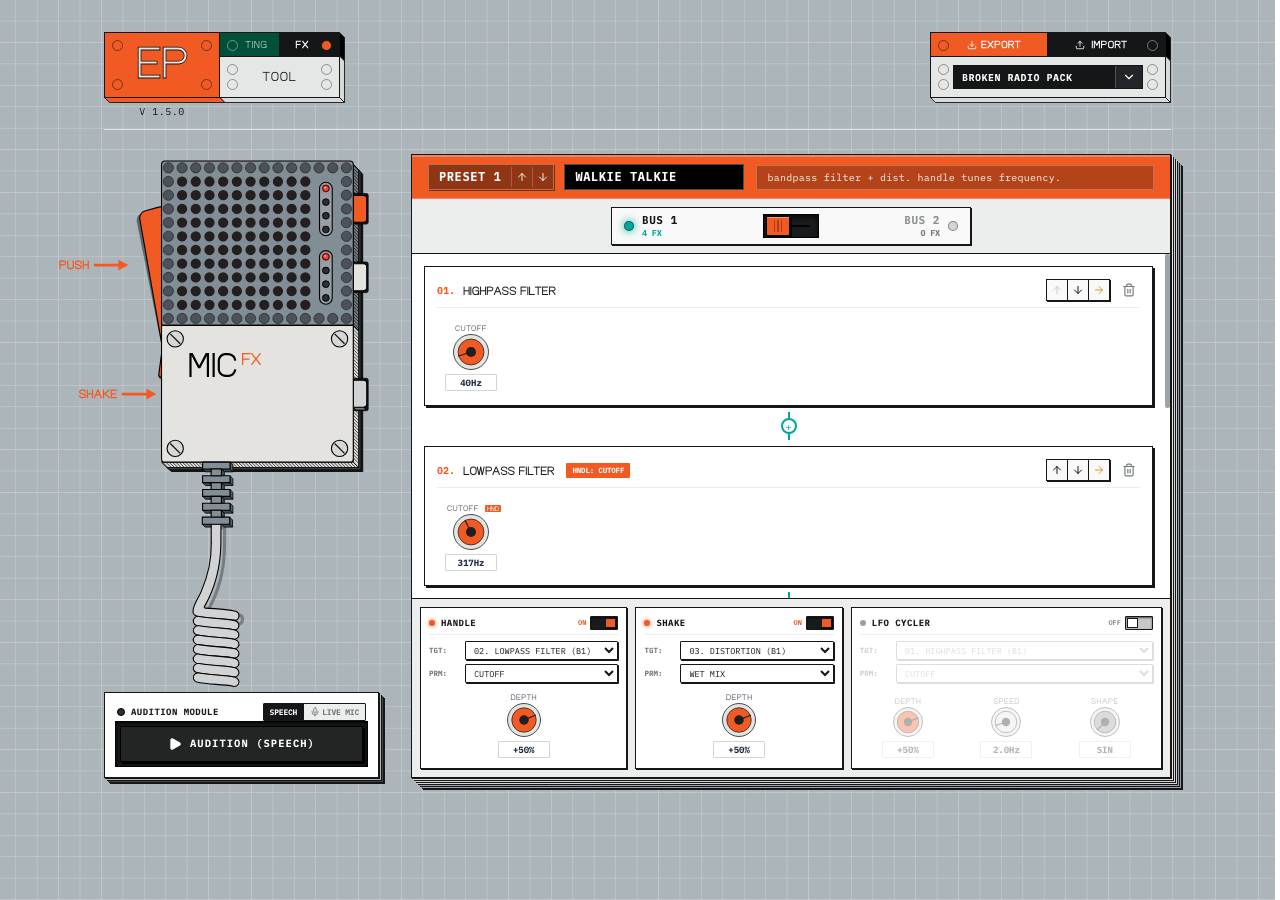 EP
TING
FX
TOOL
V 1.5.0
EXPORT
IMPORT
BROKEN RADIO PACK
PUSH
SHAKE
MIC FX
AUDITION MODULE
SPEECH
LIVE MIC
AUDITION (SPEECH)
PRESET 1
WALKIE TALKIE
bandpass filter + dist. handle tunes frequency.
BUS 1
4 FX
BUS 2
0 FX
01. HIGHPASS FILTER
CUTOFF
40Hz
+
02. LOWPASS FILTER
HNDL: CUTOFF
CUTOFF HND
317Hz
HANDLE
ON
TGT: 02. LOWPASS FILTER (B1)
PRM: CUTOFF
DEPTH
+50%
SHAKE
ON
TGT: 03. DISTORTION (B1)
PRM: WET MIX
DEPTH
+50%
LFO CYCLER
OFF
TGT: 01. HIGHPASS FILTER (B1)
PRM: CUTOFF
DEPTH SPEED SHAPE
+50% 2.0Hz SIN